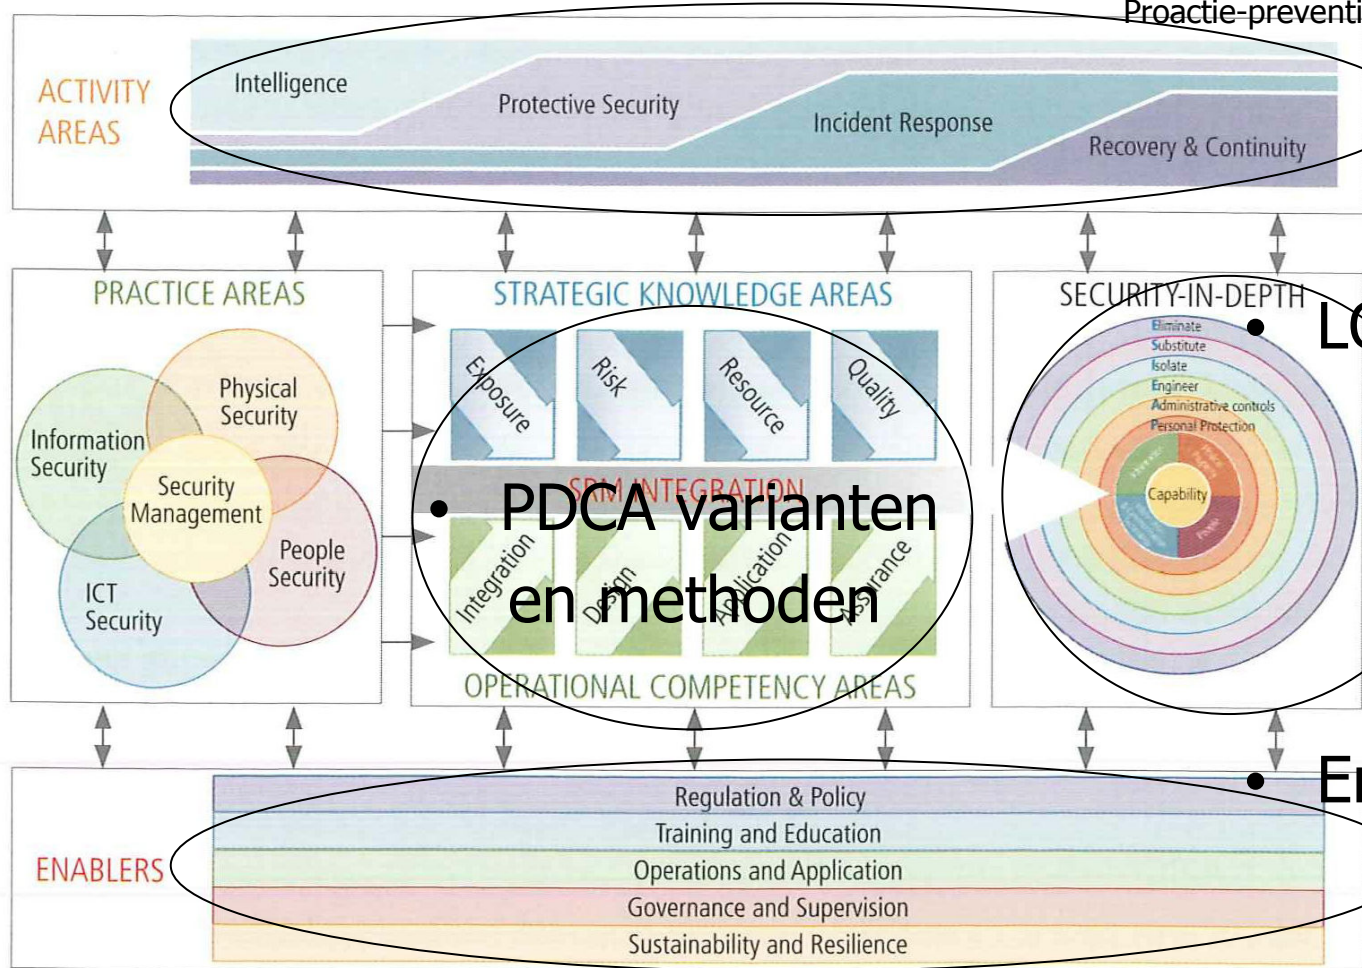 Proactie-preventi
ACTIVITY
AREAS
Intelligence
Protective Security
Incident Response
Recovery & Continuity
PRACTICE AREAS
Physical
Security
Information
Security
Security
Management
People
Security
ICT
Security
STRATEGIC KNOWLEDGE AREAS
Exposure
Risk
Resource
Quality
SRM INTEGRATION
• PDCA varianten
en methoden
Integration
Design
Application
Assurance
OPERATIONAL COMPETENCY AREAS
SECURITY-IN-DEPTH
•
Eliminate
Substitute
Isolate
Engineer
Administrative controls
Personal Protection
Capability
People
•
ENABLERS
Regulation & Policy
Training and Education
Operations and Application
Governance and Supervision
Sustainability and Resilience